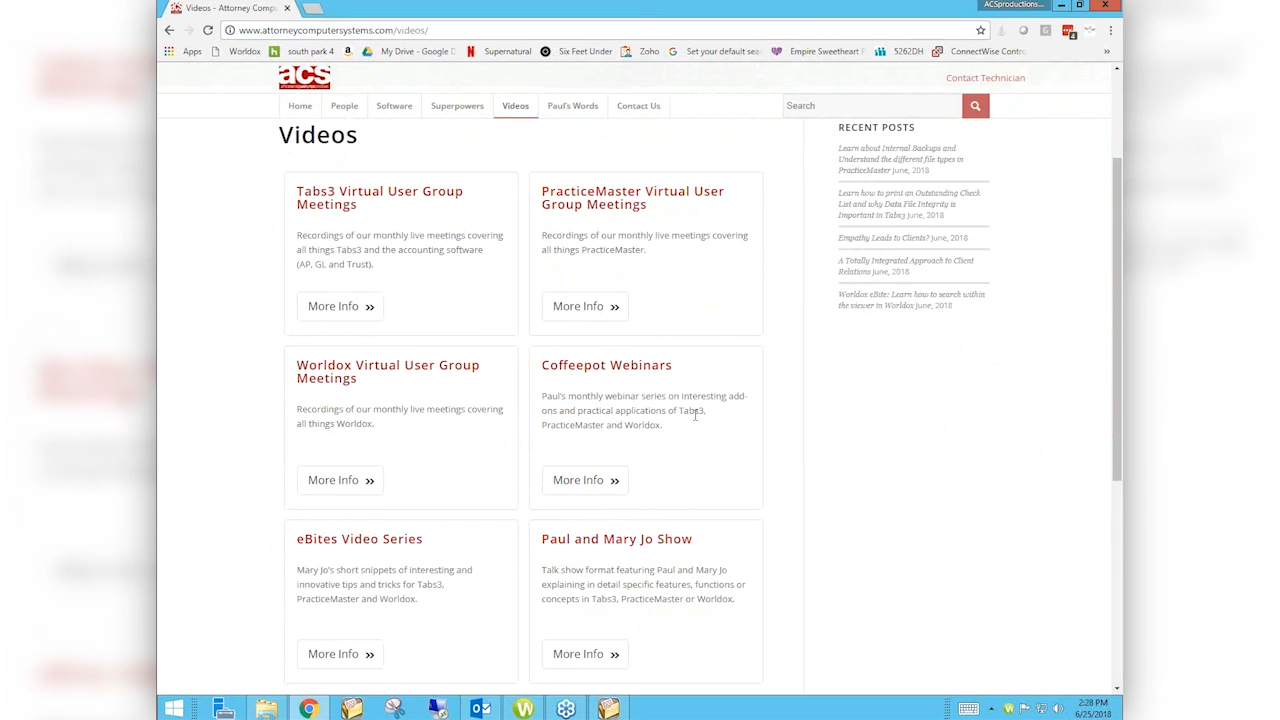 Videos - Attorney Compu
ACSproductions...
www.attorneycomputersystems.com/videos/
Apps
Worldox
south park 4
My Drive - Google D
Supernatural
Six Feet Under
Zoho
Set your default sea
Empire Sweetheart F
5262DH
ConnectWise Contro
»
acs
Contact Technician
Home
People
Software
Superpowers
Videos
Paul's Words
Contact Us
Search
Videos
Tabs3 Virtual User Group
Meetings
Recordings of our monthly live meetings covering
all things Tabs3 and the accounting software
(AP, GL and Trust).
More Info »
PracticeMaster Virtual User
Group Meetings
Recordings of our monthly live meetings covering
all things PracticeMaster.
More Info »
Worldox Virtual User Group
Meetings
Recordings of our monthly live meetings covering
all things Worldox.
More Info »
Coffeepot Webinars
Paul's monthly webinar series on interesting add-
ons and practical applications of Tabs3,
PracticeMaster and Worldox.
More Info »
eBites Video Series
Mary Jo's short snippets of interesting and
innovative tips and tricks for Tabs3,
PracticeMaster and Worldox.
More Info »
Paul and Mary Jo Show
Talk show format featuring Paul and Mary Jo
explaining in detail specific features, functions or
concepts in Tabs3, PracticeMaster or Worldox.
More Info »
RECENT POSTS
Learn about Internal Backups and
Understand the different file types in
PracticeMaster June, 2018
Learn how to print an Outstanding Check
List and why Data File Integrity is
Important in Tabs3 June, 2018
Empathy Leads to Clients? June, 2018
A Totally Integrated Approach to Client
Relations June, 2018
Worldox eBite: Learn how to search within
the viewer in Worldox June, 2018
2:28 PM
6/25/2018